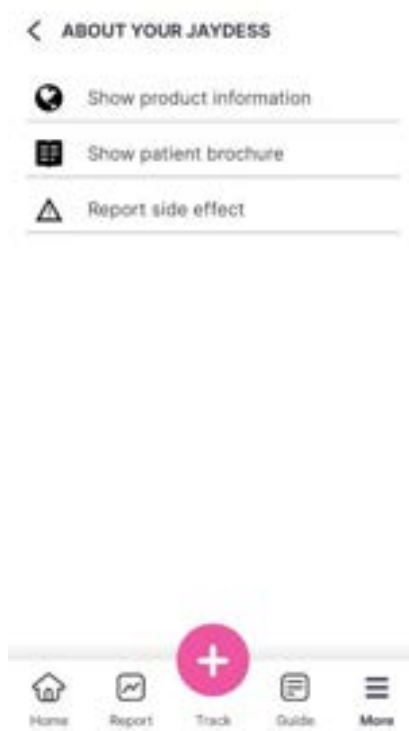 ABOUT YOUR JAYDESS
Show product information
Show patient brochure
Report side effect
Home Report Track Guide More